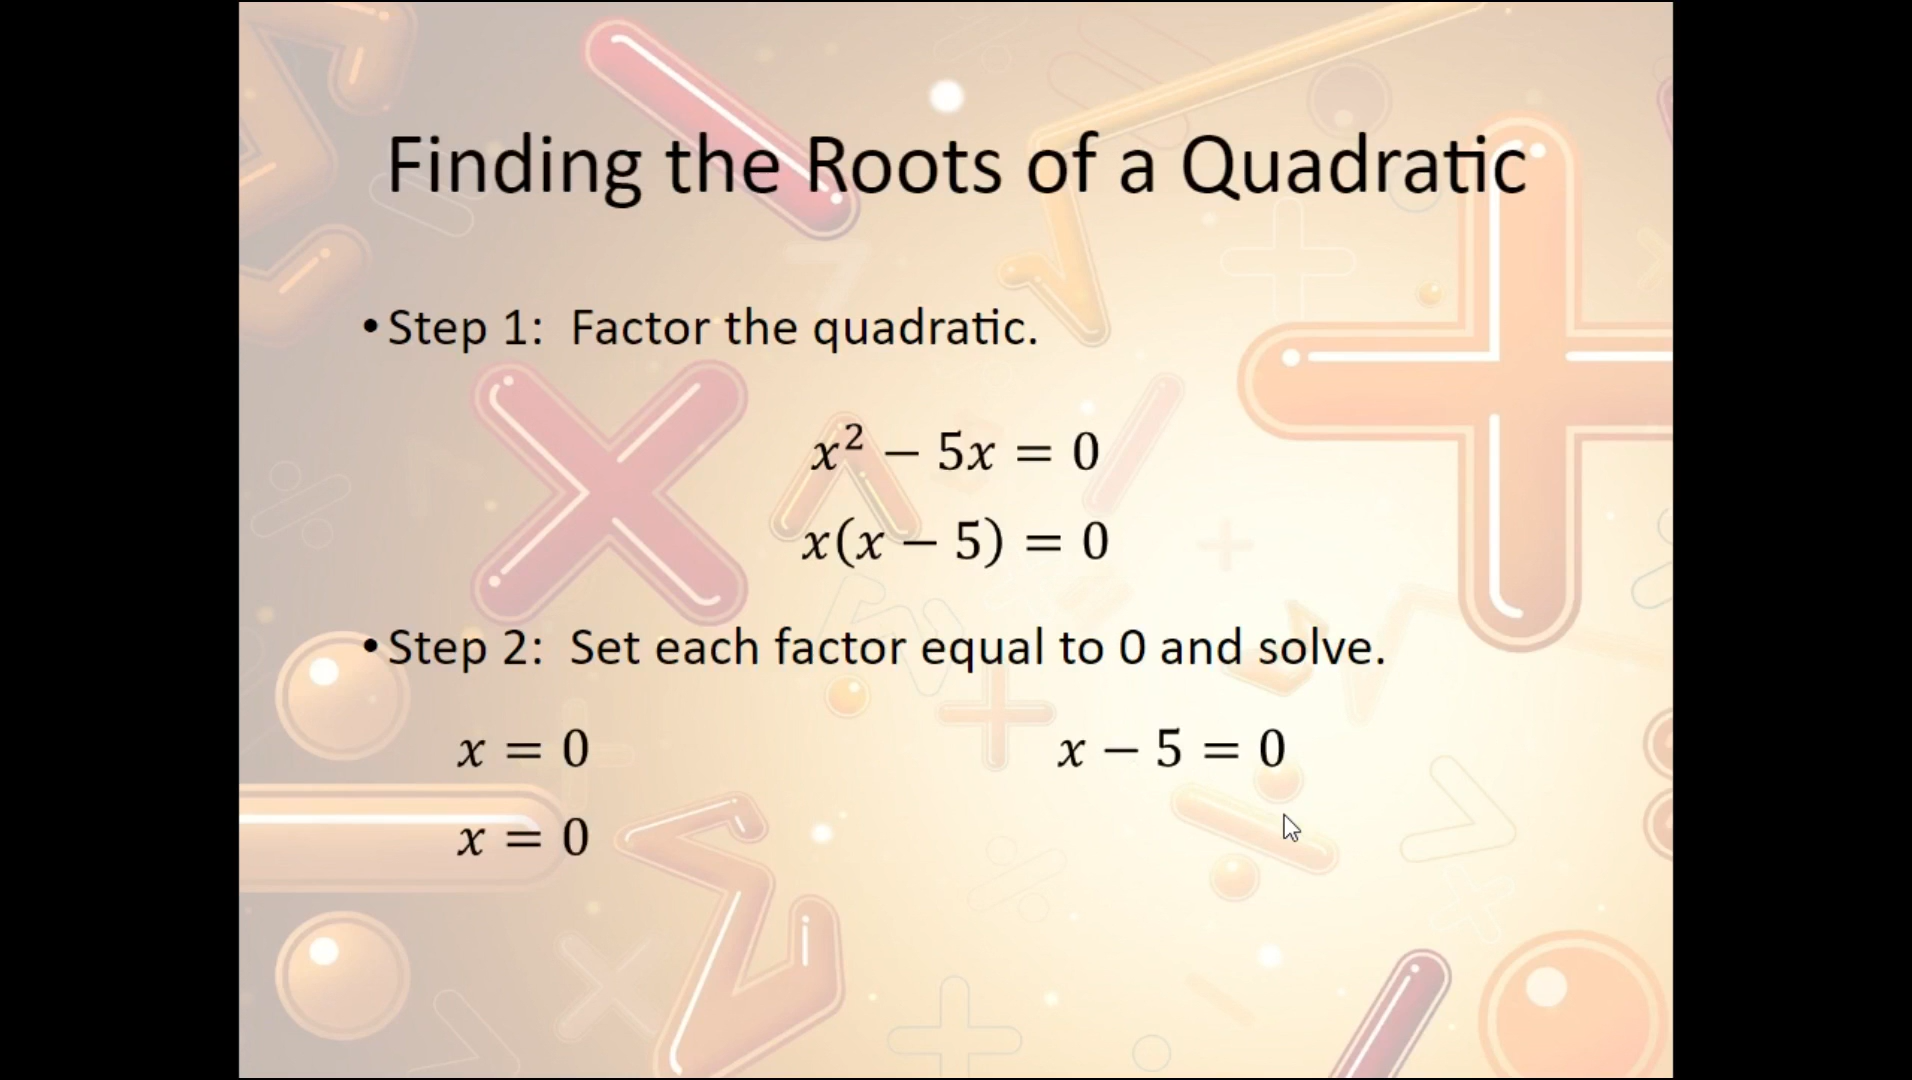 Finding the Roots of a Quadratic
• Step 1: Factor the quadratic.
x² − 5x = 0
x(x − 5) = 0
• Step 2: Set each factor equal to 0 and solve.
x = 0
x − 5 = 0
x = 0